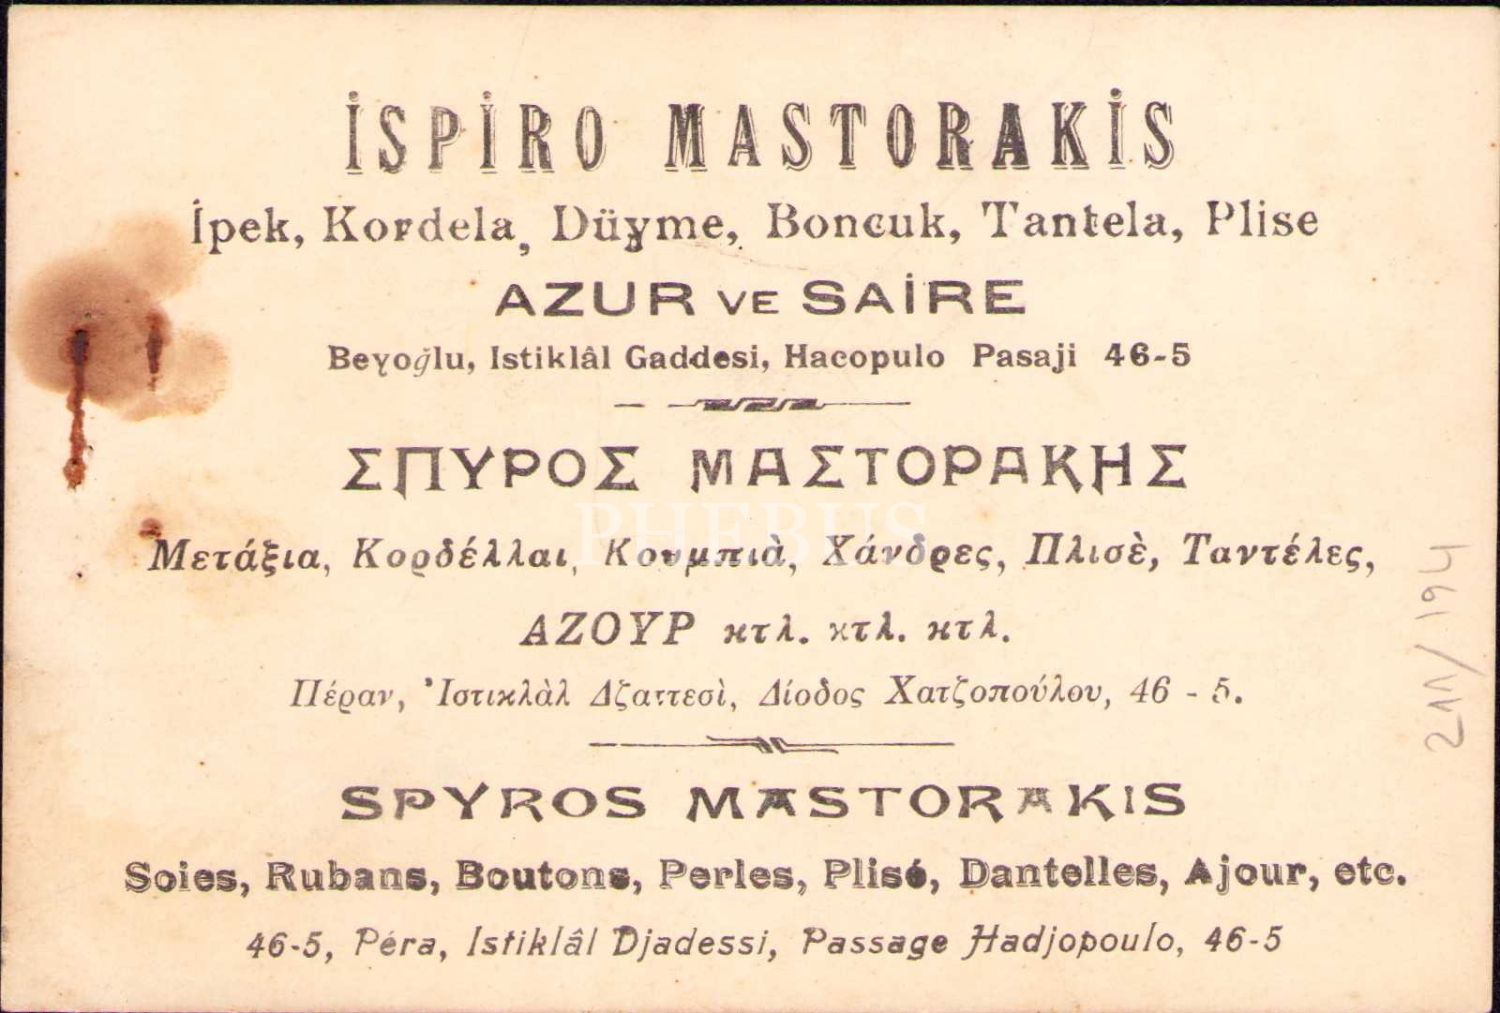 İSPİRO MASTORAKİS
İpek, Kordela, Düyme, Boncuk, Tantela, Plise
AZUR VE SAİRE
Beyoğlu, Istiklâl Gaddesi, Hacopulo Pasaji 46-5
ΣΠΥΡΟΣ ΜΑΣΤΟΡΑΚΗΣ
PHEBUS
Μετάξια, Κορδέλλαι, Κουμπιὰ, Χάνδρες, Πλισὲ, Ταντέλες,
ΑΖΟΥΡ κτλ. κτλ. κτλ.
Πέραν, Ἰστικλὰλ Δζαττεσὶ, Δίοδος Χατζοπούλου, 46 - 5.
SPYROS MASTORAKIS
Soies, Rubans, Boutons, Perles, Plisé, Dantelles, Ajour, etc.
46-5, Péra, Istiklâl Djadessi, Passage Hadjopoulo, 46-5
211/194